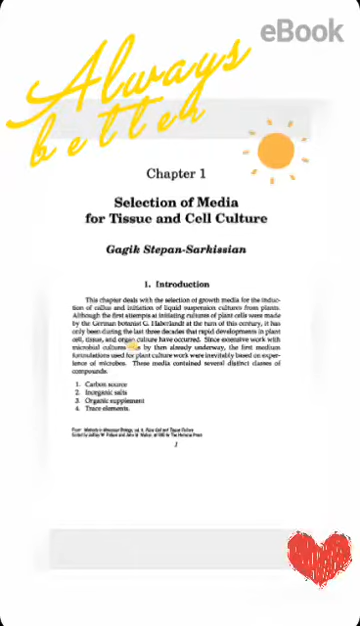 eBook
Always
better
Chapter 1
Selection of Media
for Tissue and Cell Culture
Gagik Stepan-Sarkissian
1. Introduction
This chapter deals with the selection of growth media for the induc-
tion of callus and initiation of liquid suspension cultures from plants.
Although the first attempts at initiating cultures of plant cells were made
by the German botanist G. Haberlandt at the turn of this century, it has
only been during the last three decades that rapid developments in plant
cell, tissue, and organ culture have occurred. Since extensive work with
microbial cultures was by then already underway, the first medium
formulations used for plant culture work were inevitably based on exper-
ience of microbes. These media contained several distinct classes of
compounds.
1. Carbon source
2. Inorganic salts
3. Organic supplement
4. Trace elements.
1